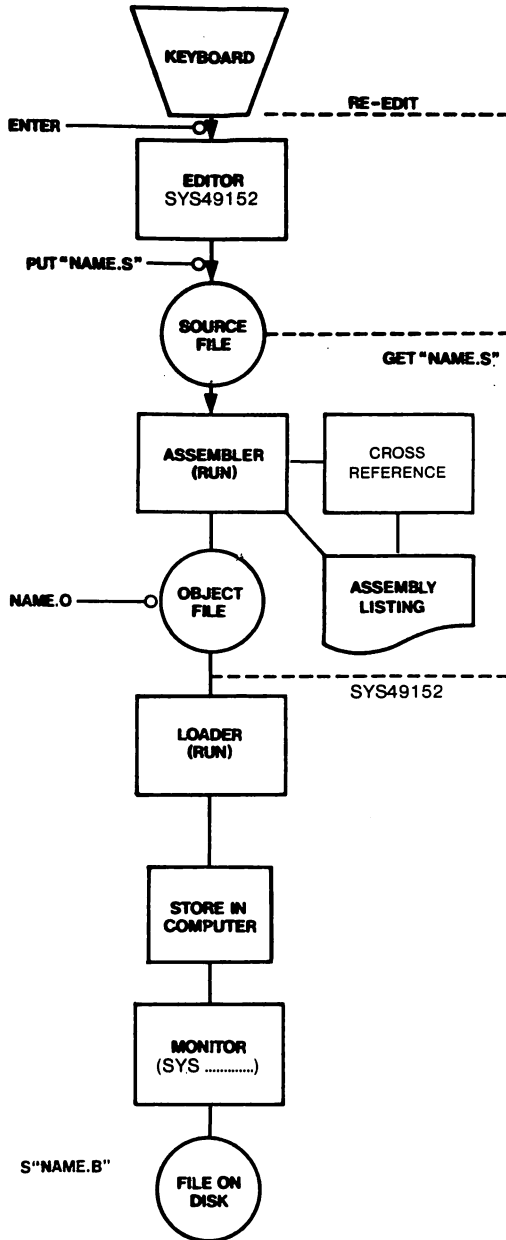 KEYBOARD
RE-EDIT
ENTER
EDITOR
SYS49152
PUT "NAME.S"
SOURCE
FILE
GET "NAME.S"
ASSEMBLER
(RUN)
CROSS
REFERENCE
NAME.O
OBJECT
FILE
ASSEMBLY
LISTING
SYS49152
LOADER
(RUN)
STORE IN
COMPUTER
MONITOR
(SYS .............)
S"NAME.B"
FILE ON
DISK